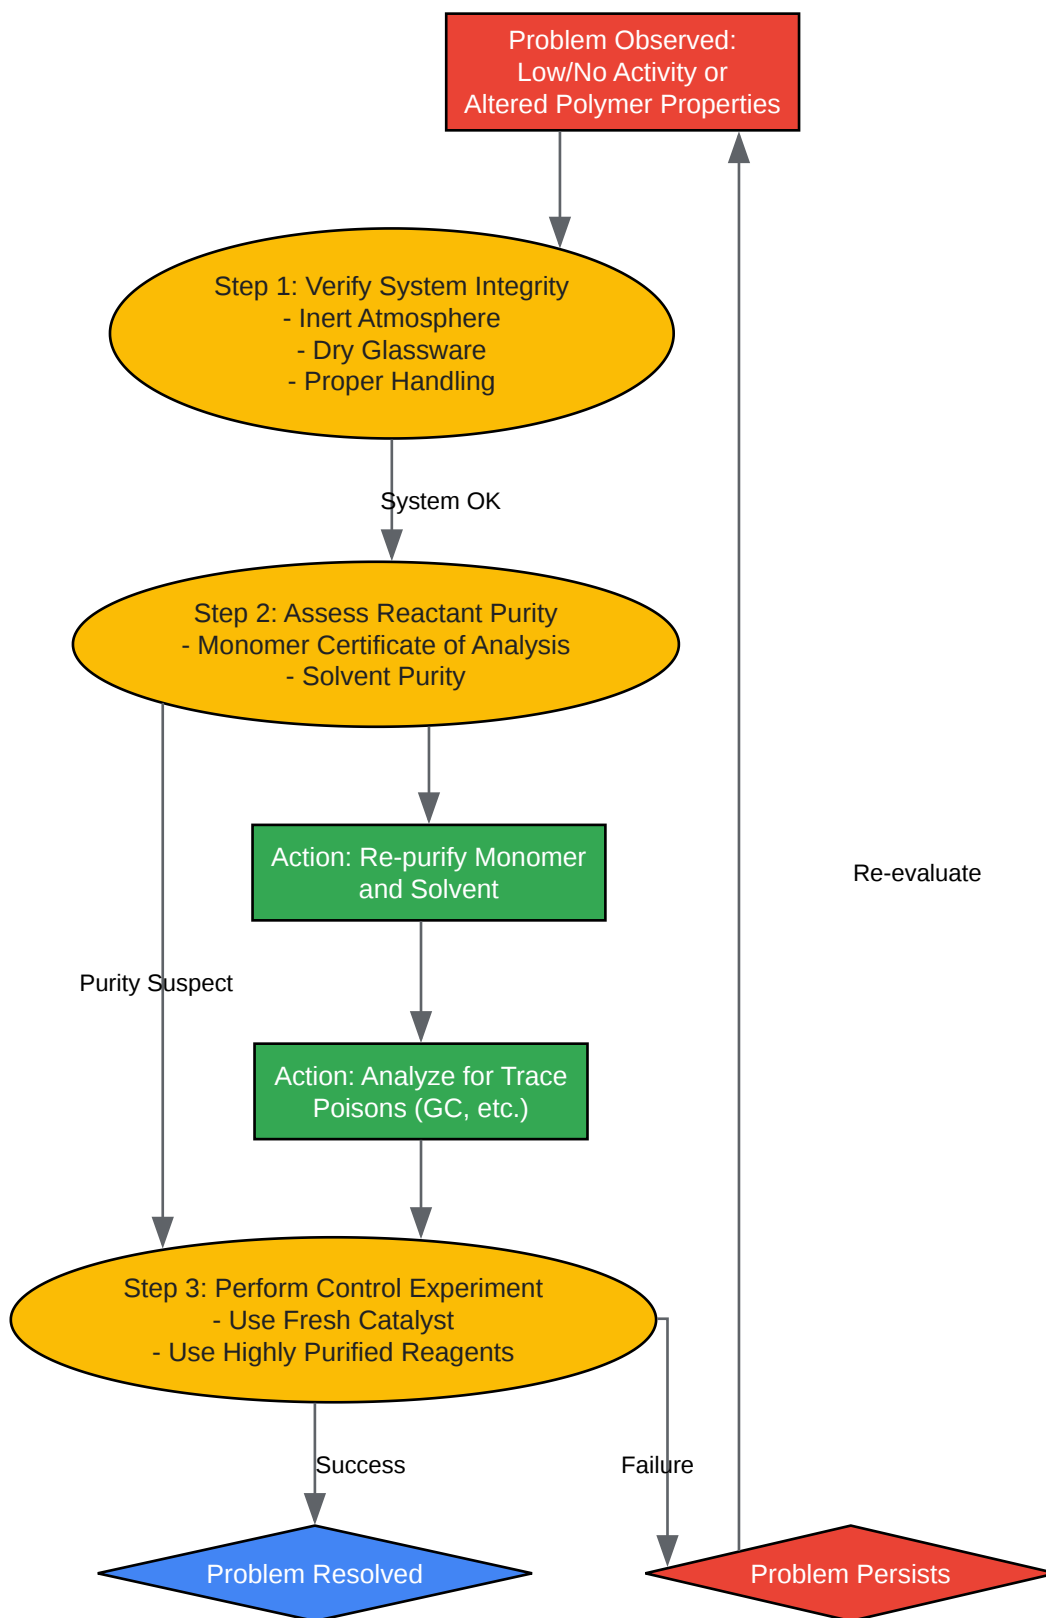 Problem Observed:
Low/No Activity or
Altered Polymer Properties
Step 1: Verify System Integrity
- Inert Atmosphere
- Dry Glassware
- Proper Handling
System OK
Step 2: Assess Reactant Purity
- Monomer Certificate of Analysis
- Solvent Purity
Action: Re-purify Monomer
and Solvent
Re-evaluate
Purity Suspect
Action: Analyze for Trace
Poisons (GC, etc.)
Step 3: Perform Control Experiment
- Use Fresh Catalyst
- Use Highly Purified Reagents
Success
Failure
Problem Resolved
Problem Persists